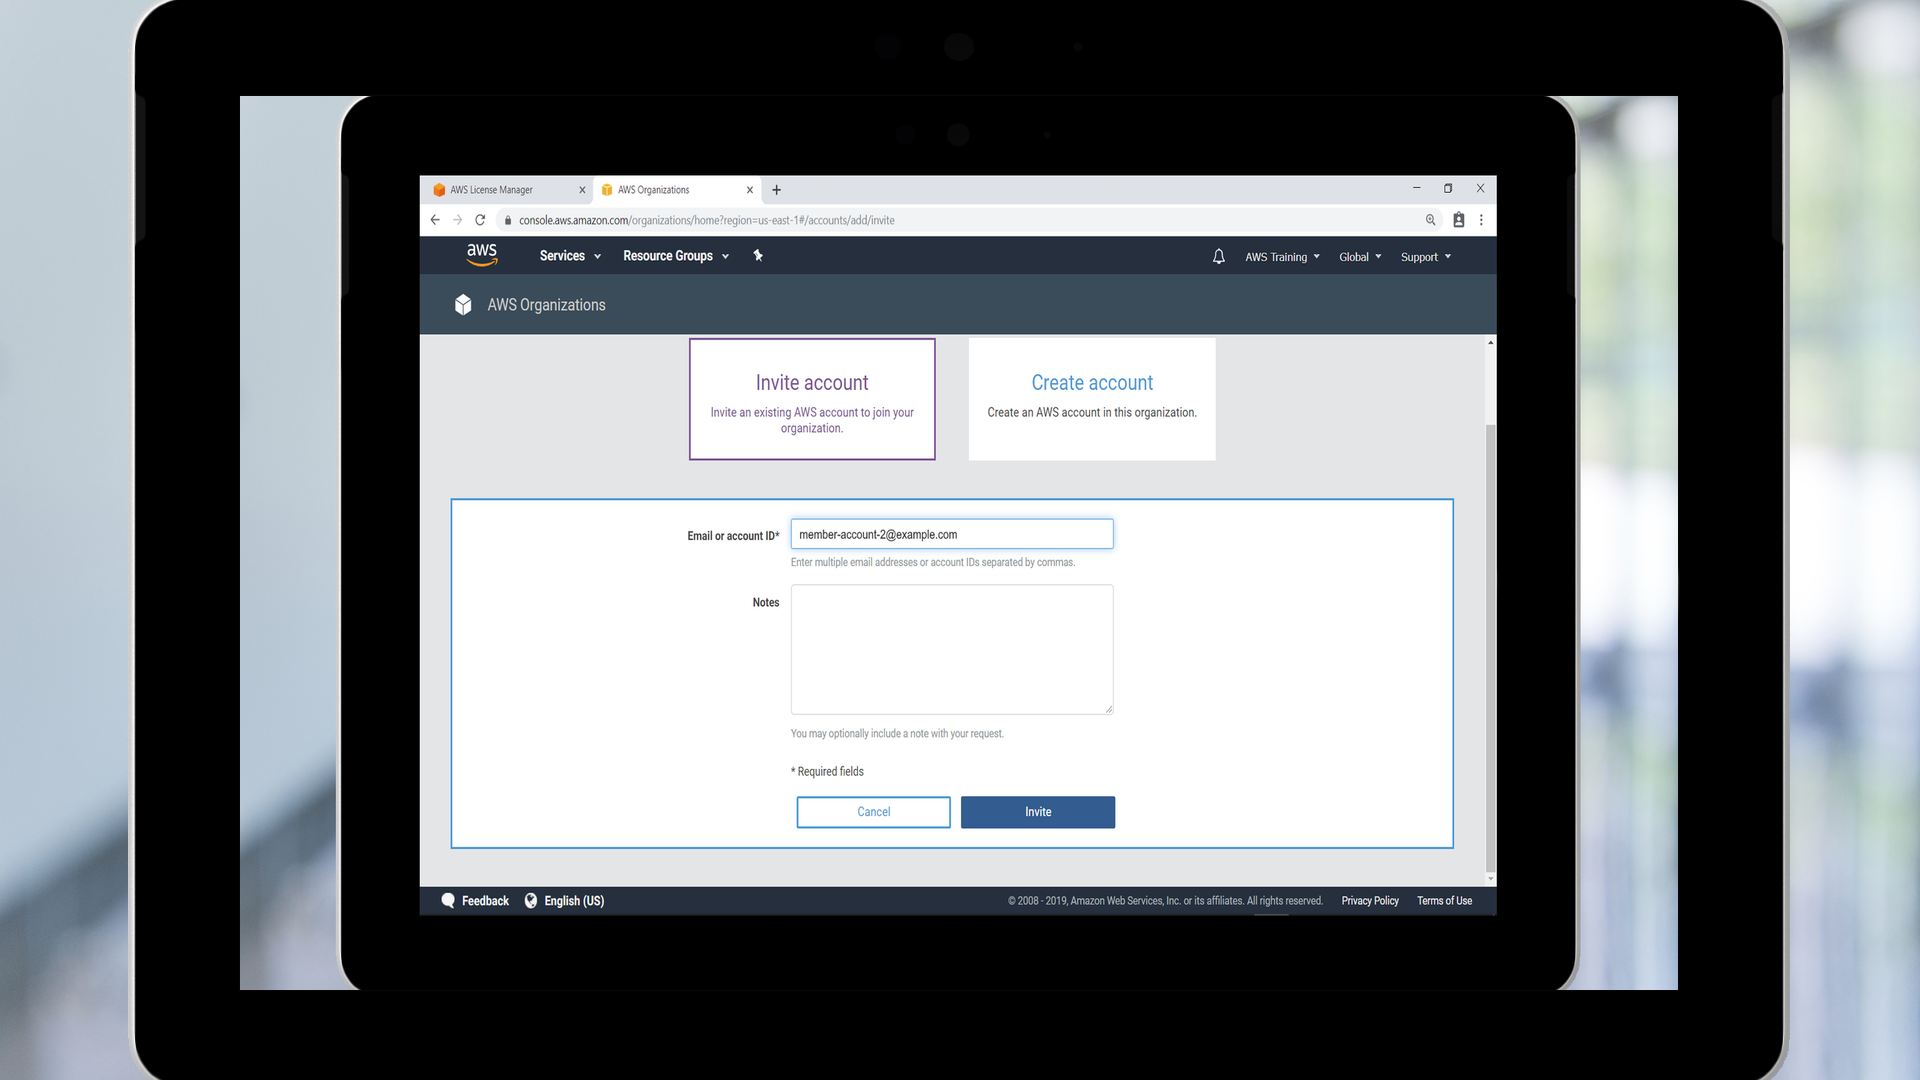 AWS License Manager
AWS Organizations
console.aws.amazon.com/organizations/home?region=us-east-1#/accounts/add/invite
aws Services Resource Groups AWS Training Global Support
AWS Organizations
Invite account
Invite an existing AWS account to join your
organization.
Create account
Create an AWS account in this organization.
Email or account ID* member-account-2@example.com
Enter multiple email addresses or account IDs separated by commas.
Notes
You may optionally include a note with your request.
* Required fields
Cancel Invite
Feedback English (US) © 2008 - 2019, Amazon Web Services, Inc. or its affiliates. All rights reserved. Privacy Policy Terms of Use